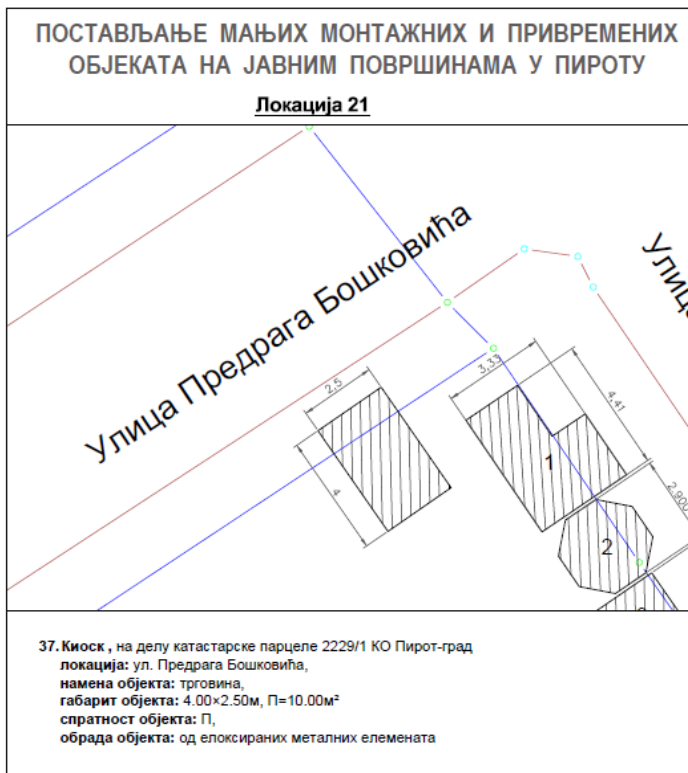 ПОСТАВЉАЊЕ МАЊИХ МОНТАЖНИХ И ПРИВРЕМЕНИХ
ОБЈЕКАТА НА ЈАВНИМ ПОВРШИНАМА У ПИРОТУ
Локација 21
Улица Предрага Бошковића
Улица
2,5
4
3,33
4,41
1
2,900
2
37. Киоск , на делу катастарске парцеле 2229/1 КО Пирот-град
локација: ул. Предрага Бошковића,
намена објекта: трговина,
габарит објекта: 4.00×2.50м, П=10.00м²
спратност објекта: П,
обрада објекта: од елоксираних металних елемената